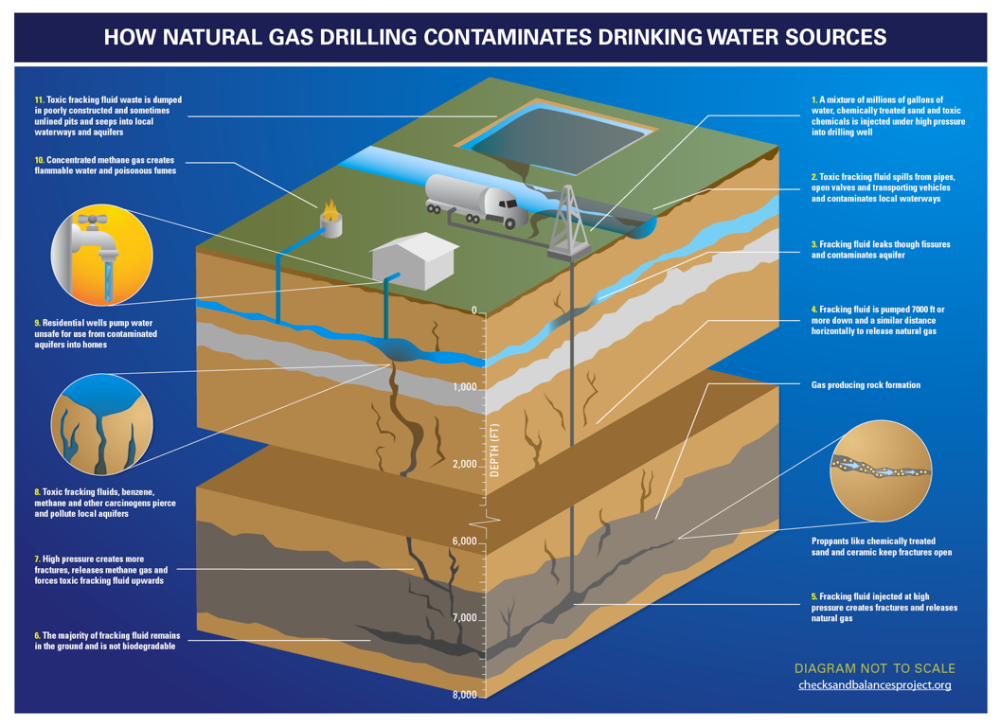 HOW NATURAL GAS DRILLING CONTAMINATES DRINKING WATER SOURCES
1. A mixture of millions of gallons of
water, chemically treated sand and toxic
chemicals is injected under high pressure
into drilling well
2. Toxic fracking fluid spills from pipes,
open valves and transporting vehicles
and contaminates local waterways
3. Fracking fluid leaks though fissures
and contaminates aquifer
4. Fracking fluid is pumped 7000 ft or
more down and a similar distance
horizontally to release natural gas
Gas producing rock formation
Proppants like chemically treated
sand and ceramic keep fractures open
5. Fracking fluid injected at high
pressure creates fractures and releases
natural gas
6. The majority of fracking fluid remains
in the ground and is not biodegradable
7. High pressure creates more
fractures, releases methane gas and
forces toxic fracking fluid upwards
8. Toxic fracking fluids, benzene,
methane and other carcinogens pierce
and pollute local aquifers
9. Residential wells pump water
unsafe for use from contaminated
aquifers into homes
10. Concentrated methane gas creates
flammable water and poisonous fumes
11. Toxic fracking fluid waste is dumped
in poorly constructed and sometimes
unlined pits and seeps into local
waterways and aquifers
0
1,000
2,000
DEPTH (FT)
6,000
7,000
8,000
DIAGRAM NOT TO SCALE
checksandbalancesproject.org